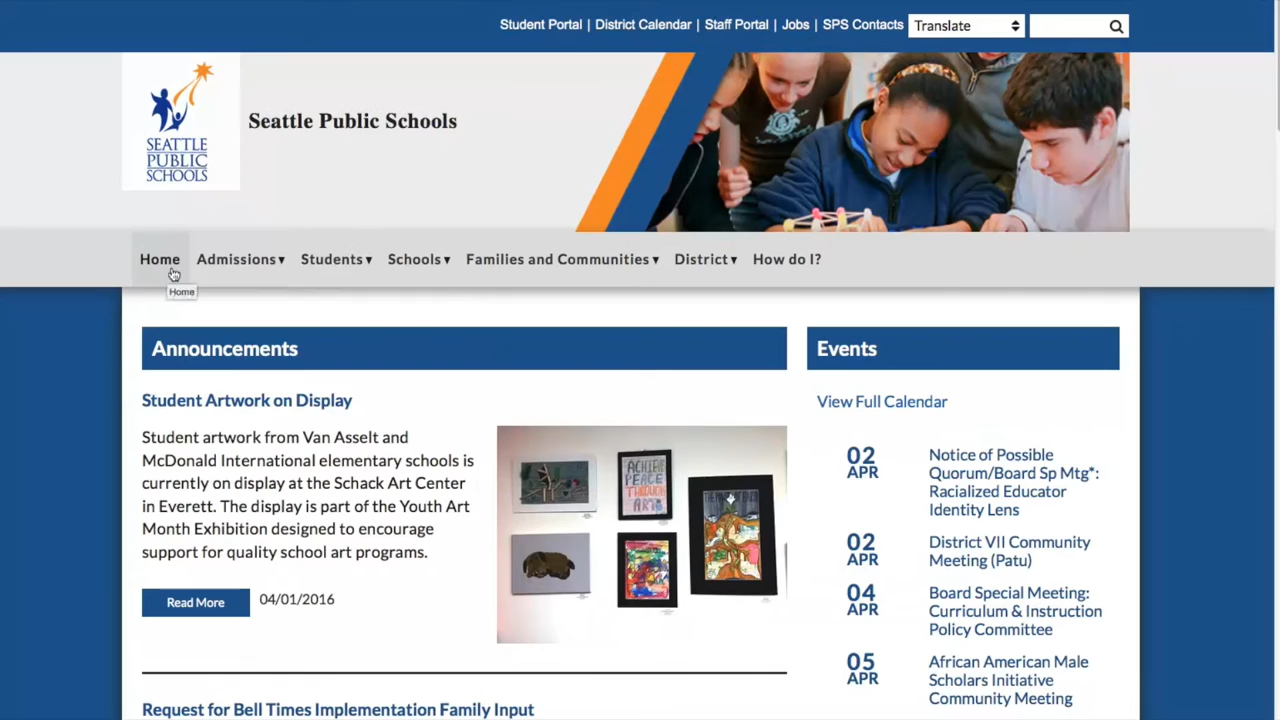 Student Portal | District Calendar | Staff Portal | Jobs | SPS Contacts Translate
SEATTLE
PUBLIC
SCHOOLS
Seattle Public Schools
Home Admissions ▾ Students ▾ Schools ▾ Families and Communities ▾ District ▾ How do I?
Home
Announcements
Student Artwork on Display
Student artwork from Van Asselt and
McDonald International elementary schools is
currently on display at the Schack Art Center
in Everett. The display is part of the Youth Art
Month Exhibition designed to encourage
support for quality school art programs.
Read More 04/01/2016
ACHIEVE
PEACE
THROUGH
ART
Request for Bell Times Implementation Family Input
Events
View Full Calendar
02
APR
Notice of Possible
Quorum/Board Sp Mtg*:
Racialized Educator
Identity Lens
02
APR
District VII Community
Meeting (Patu)
04
APR
Board Special Meeting:
Curriculum & Instruction
Policy Committee
05
APR
African American Male
Scholars Initiative
Community Meeting